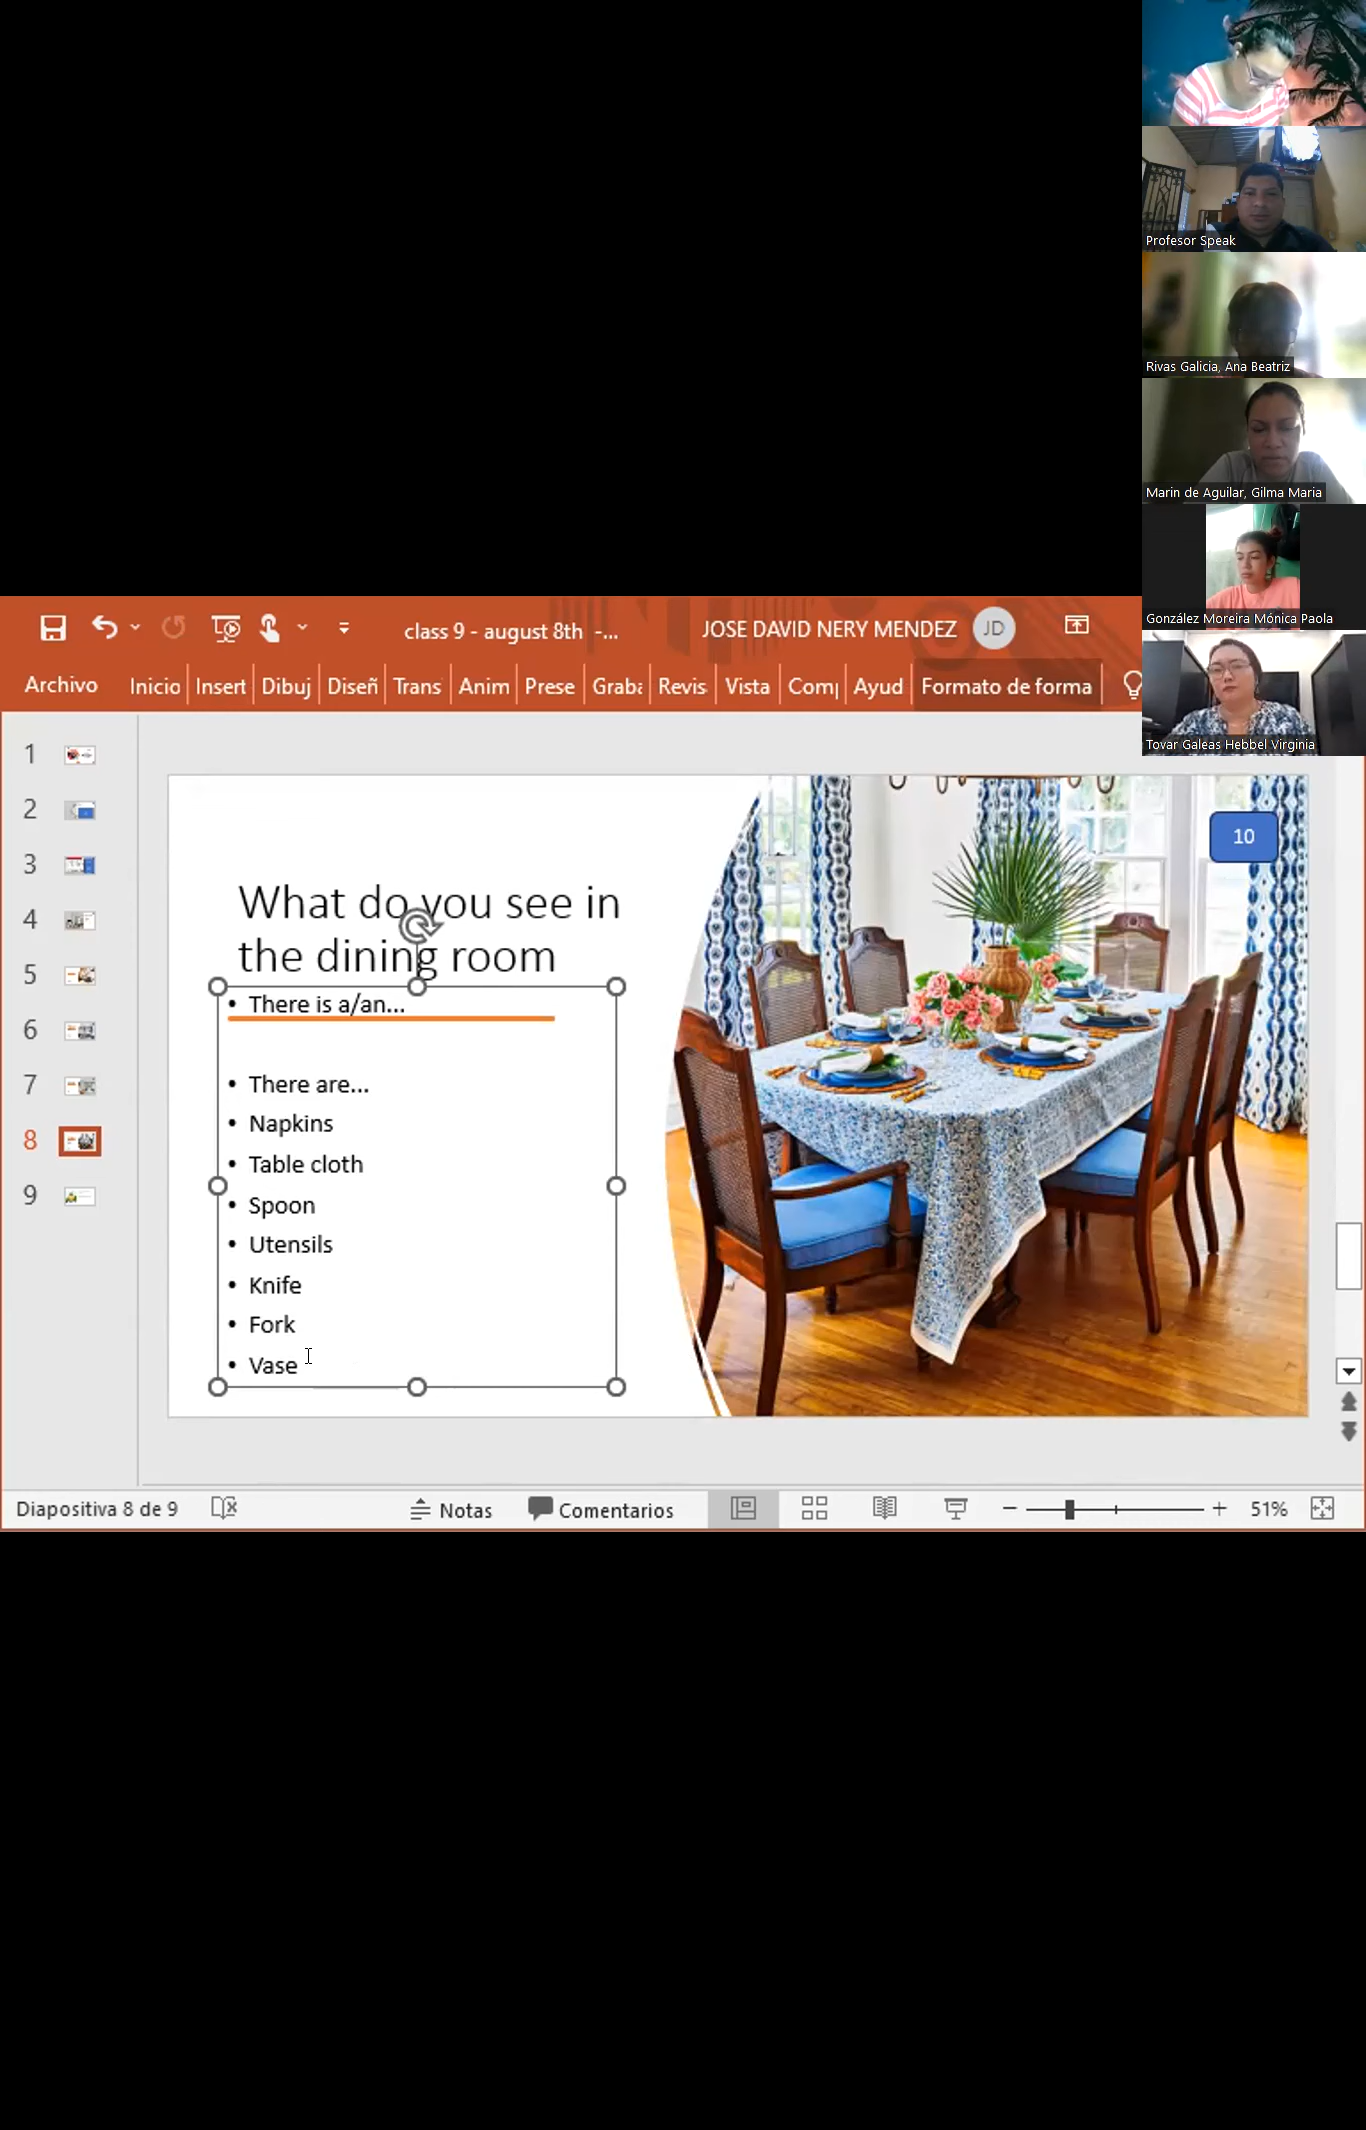 Profesor Speak
Rivas Galicia, Ana Beatriz
Marin de Aguilar, Gilma Maria
González Moreira Mónica Paola
Tovar Galeas Hebbel Virginia
class 9 - august 8th -...
JOSE DAVID NERY MENDEZ
JD
Archivo
Inicio
Insert
Dibuj
Diseñ
Trans
Anim
Prese
Graba
Revis
Vista
Comp
Ayud
Formato de forma
1
2
3
4
5
6
7
8
9
10
What do you see in
the dining room
• There is a/an...
• There are...
• Napkins
• Table cloth
• Spoon
• Utensils
• Knife
• Fork
• Vase
Diapositiva 8 de 9
Notas
Comentarios
51%